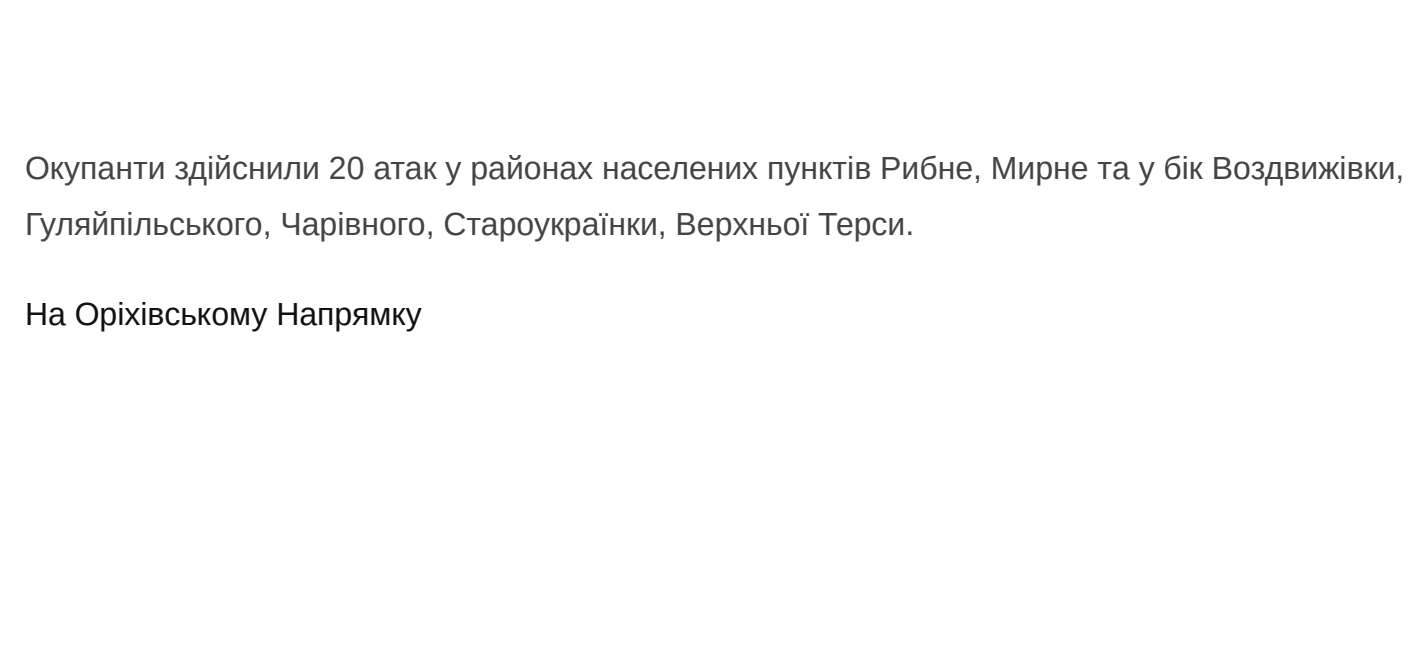 Окупанти здійснили 20 атак у районах населених пунктів Рибне, Мирне та у бік Воздвижівки,
Гуляйпільського, Чарівного, Староукраїнки, Верхньої Терси.
На Оріхівському Напрямку